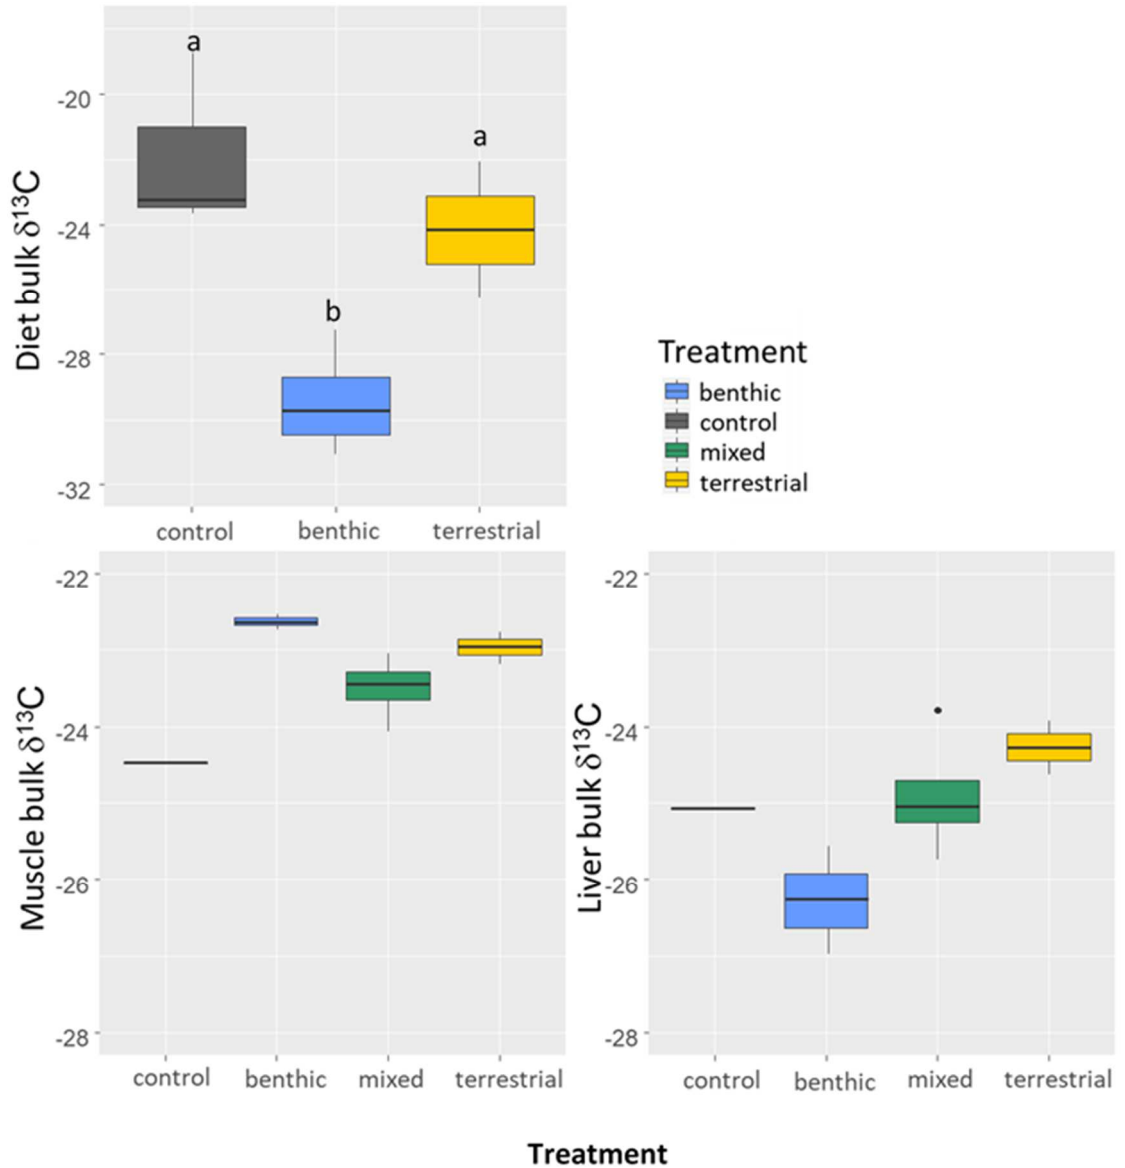 a
-20
a
-24
Diet bulk δ¹³C
b
-28
-32
control benthic terrestrial
Treatment
benthic
control
mixed
terrestrial
-22
-24
Muscle bulk δ¹³C
-26
-28
control benthic mixed terrestrial
-22
-24
Liver bulk δ¹³C
-26
-28
control benthic mixed terrestrial
Treatment